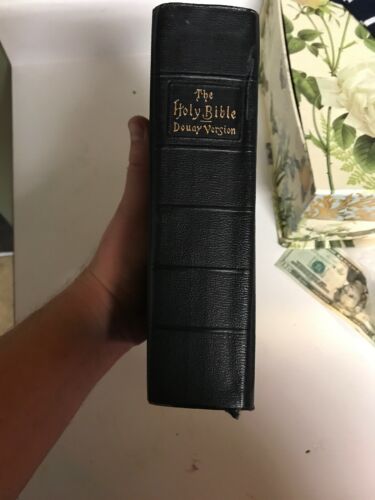 The
Holy Bible
Douay Version